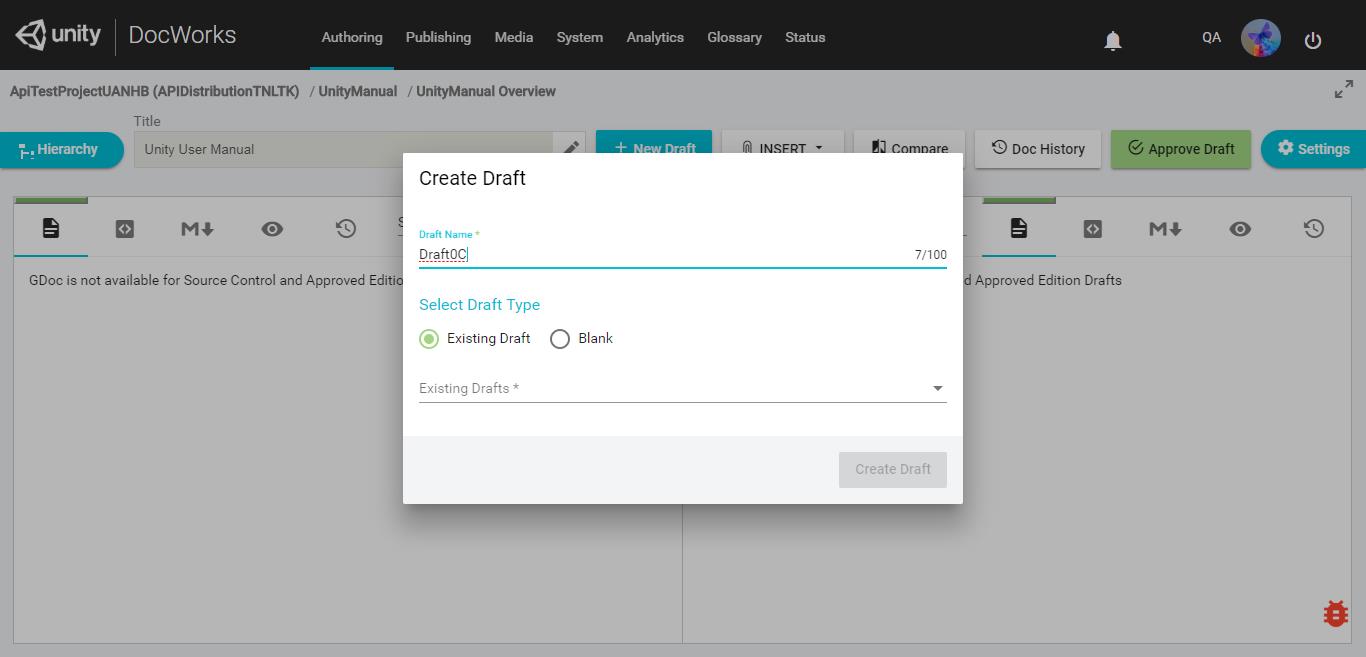 unity DocWorks Authoring Publishing Media System Analytics Glossary Status QA
ApiTestProjectUANHB (APIDistributionTNLTK) / UnityManual / UnityManual Overview
Title
Hierarchy Unity User Manual + New Draft INSERT Compare Doc History Approve Draft Settings
Create Draft
Draft Name *
Draft0C 7/100
GDoc is not available for Source Control and Approved Editio
d Approved Edition Drafts
Select Draft Type
Existing Draft Blank
Existing Drafts *
Create Draft